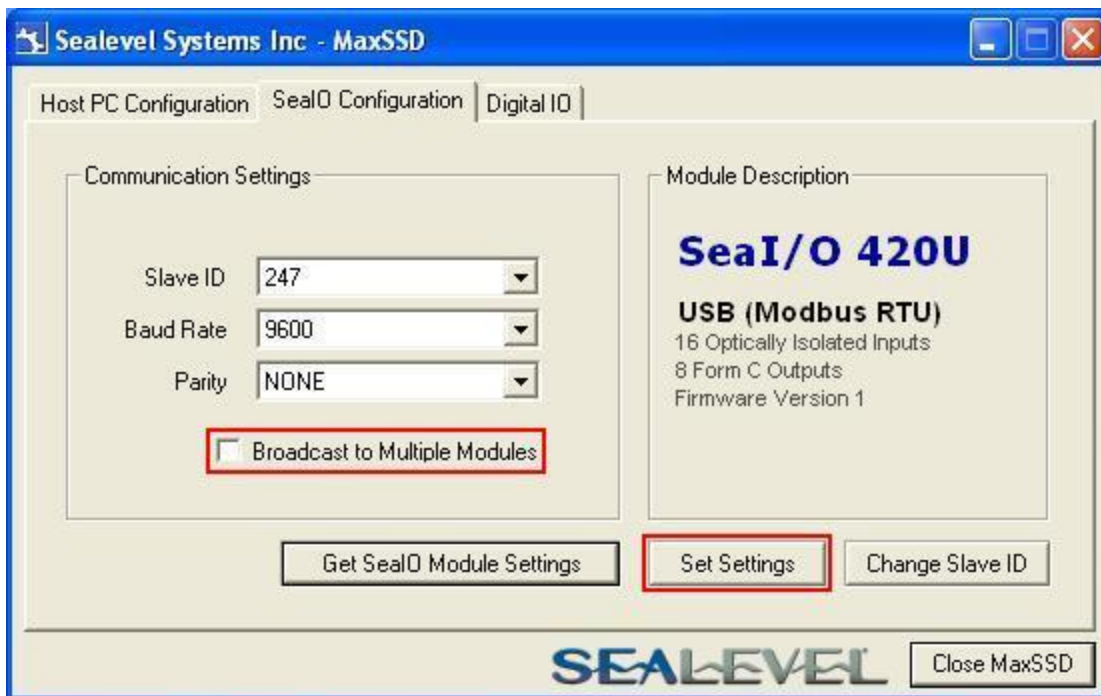 Sealevel Systems Inc - MaxSSD
Host PC Configuration
SeaIO Configuration
Digital IO
Communication Settings
Slave ID
247
Baud Rate
9600
Parity
NONE
Broadcast to Multiple Modules
Module Description
SeaI/O 420U
USB (Modbus RTU)
16 Optically Isolated Inputs
8 Form C Outputs
Firmware Version 1
Get SeaIO Module Settings
Set Settings
Change Slave ID
SEALEVEL
Close MaxSSD